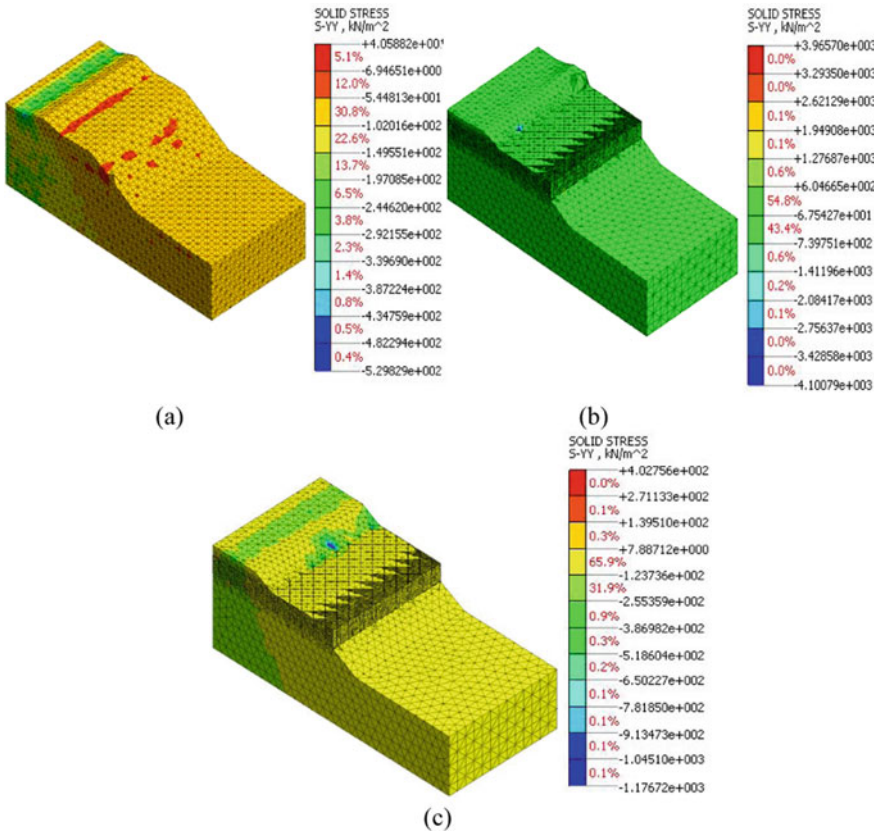 SOLID STRESS
S-YY , kN/m^2
+4.05882e+001
5.1%
+6.94651e+000
12.0%
-5.44813e+001
30.8%
-1.02016e+002
22.6%
-1.49551e+002
13.7%
-1.97085e+002
6.5%
-2.44620e+002
3.8%
-2.92155e+002
2.3%
-3.39690e+002
1.4%
-3.87224e+002
0.8%
-4.34759e+002
0.5%
-4.82294e+002
0.4%
-5.29829e+002
(a)
SOLID STRESS
S-YY , kN/m^2
+3.96570e+003
0.0%
+3.29350e+003
0.0%
+2.62129e+003
0.1%
+1.94908e+003
0.1%
+1.27687e+003
0.6%
+6.04665e+002
54.8%
-6.75427e+001
43.4%
-7.39751e+002
0.6%
-1.41196e+003
0.2%
-2.08417e+003
0.1%
-2.75637e+003
0.0%
-3.42858e+003
0.0%
-4.10079e+003
(b)
SOLID STRESS
S-YY , kN/m^2
+4.02756e+002
0.0%
+2.71133e+002
0.1%
+1.39510e+002
0.3%
+7.88712e+000
65.9%
-1.23736e+002
31.9%
-2.55359e+002
0.9%
-3.86982e+002
0.3%
-5.18604e+002
0.2%
-6.50227e+002
0.1%
-7.81850e+002
0.1%
-9.13473e+002
0.1%
-1.04510e+003
0.1%
-1.17672e+003
(c)